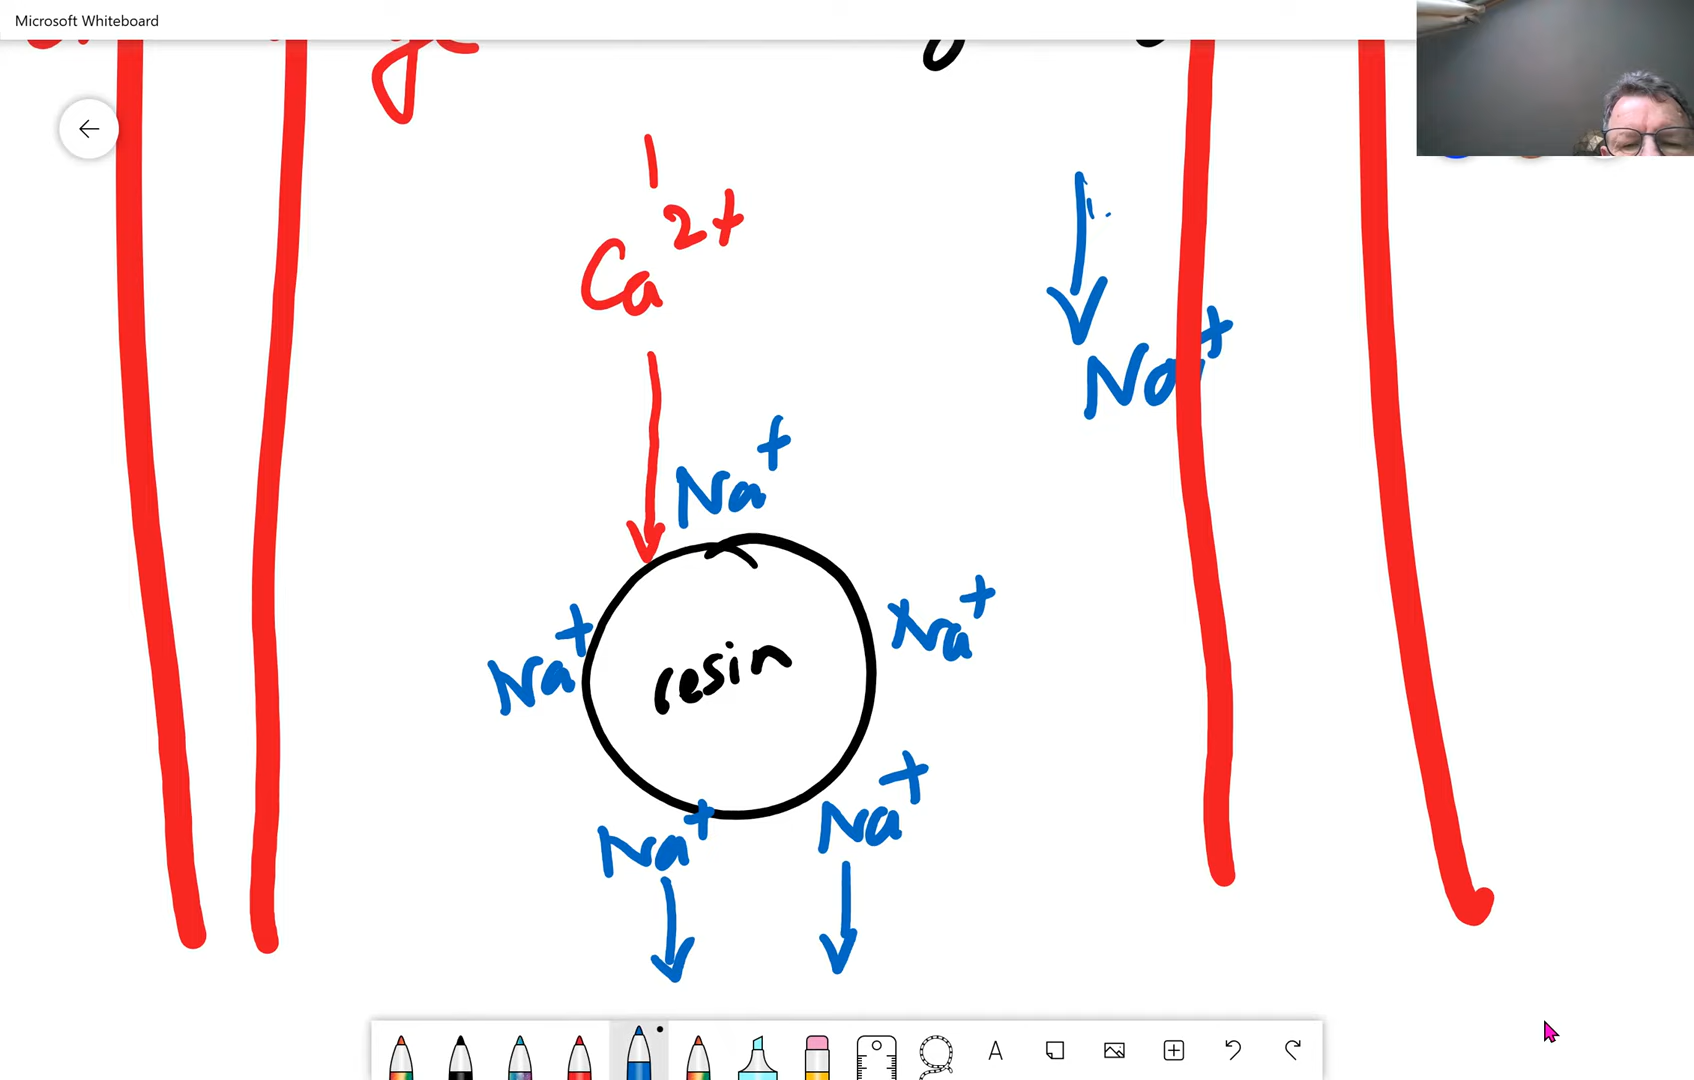 Microsoft Whiteboard
Ca²⁺
Na⁺
Na⁺
Na⁺
Na⁺
resin
Na⁺
Na⁺
A